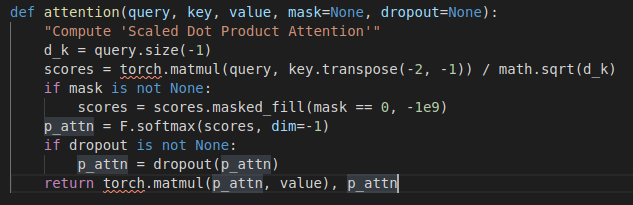 def attention(query, key, value, mask=None, dropout=None):
    "Compute 'Scaled Dot Product Attention'"
    d_k = query.size(-1)
    scores = torch.matmul(query, key.transpose(-2, -1)) / math.sqrt(d_k)
    if mask is not None:
        scores = scores.masked_fill(mask == 0, -1e9)
    p_attn = F.softmax(scores, dim=-1)
    if dropout is not None:
        p_attn = dropout(p_attn)
    return torch.matmul(p_attn, value), p_attn